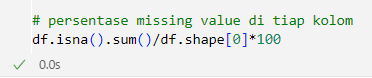 # persentase missing value di tiap kolom
df.isna().sum()/df.shape[0]*100
0.0s